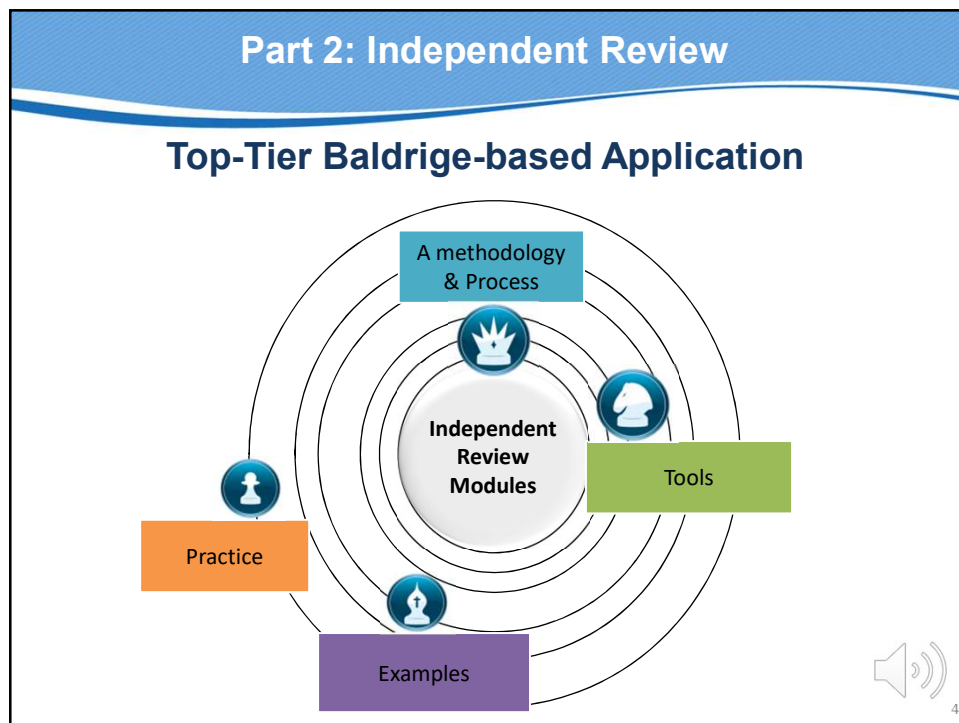 Part 2: Independent Review
Top-Tier Baldrige-based Application
A methodology
& Process
Independent
Review
Modules
Tools
Practice
Examples
4